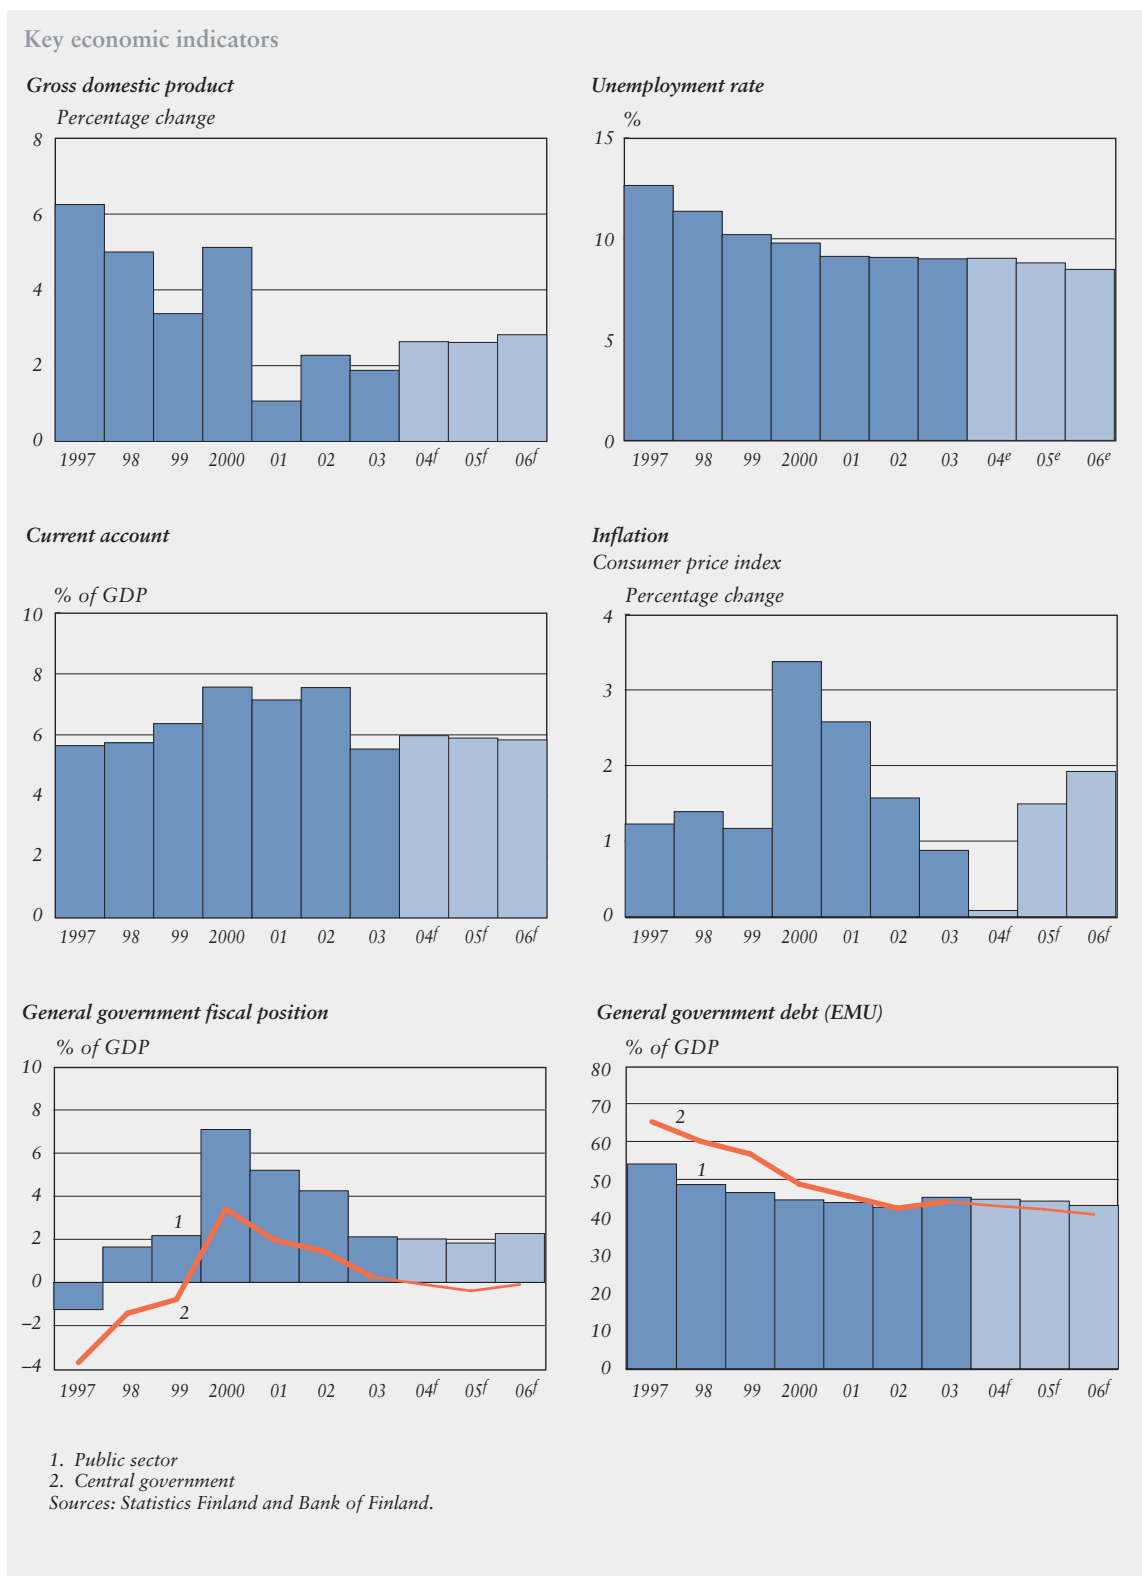 Key economic indicators
Gross domestic product
Percentage change
8
6
4
2
0
1997 98 99 2000 01 02 03 04f 05f 06f
Unemployment rate
%
15
10
5
0
1997 98 99 2000 01 02 03 04e 05e 06e
Current account
% of GDP
10
8
6
4
2
0
1997 98 99 2000 01 02 03 04f 05f 06f
Inflation
Consumer price index
Percentage change
4
3
2
1
0
1997 98 99 2000 01 02 03 04f 05f 06f
General government fiscal position
% of GDP
10
8
6
4
2
0
–2
–4
1
2
1997 98 99 2000 01 02 03 04f 05f 06f
General government debt (EMU)
% of GDP
80
70
60
50
40
30
20
10
0
2
1
1997 98 99 2000 01 02 03 04f 05f 06f
1. Public sector
2. Central government
Sources: Statistics Finland and Bank of Finland.